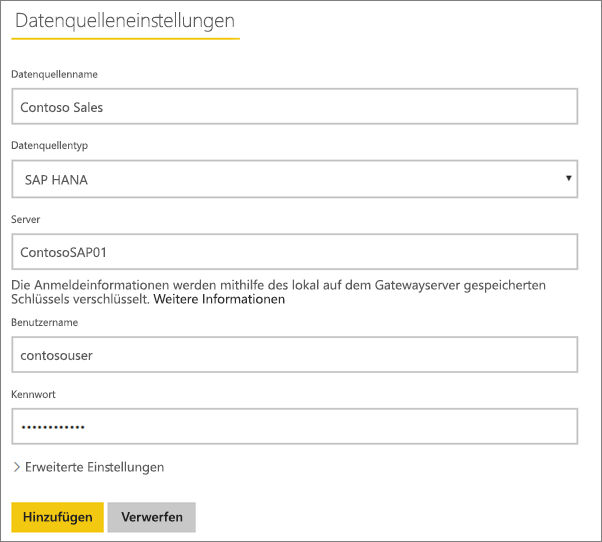 Datenquelleneinstellungen
Datenquellenname
Contoso Sales
Datenquellentyp
SAP HANA
Server
ContosoSAP01
Die Anmeldeinformationen werden mithilfe des lokal auf dem Gatewayserver gespeicherten
Schlüssels verschlüsselt. Weitere Informationen
Benutzername
contosouser
Kennwort
••••••••••••
Erweiterte Einstellungen
Hinzufügen Verwerfen